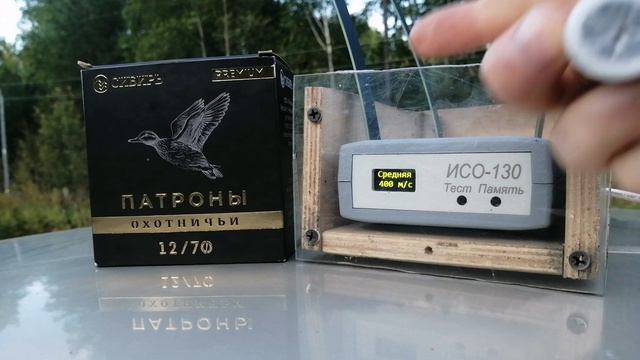 СИБИРЬ
PREMIUM
ПАТРОНЫ
ОХОТНИЧЬИ
12/70
Средняя
400 м/с
ИСО-130
Тест Память